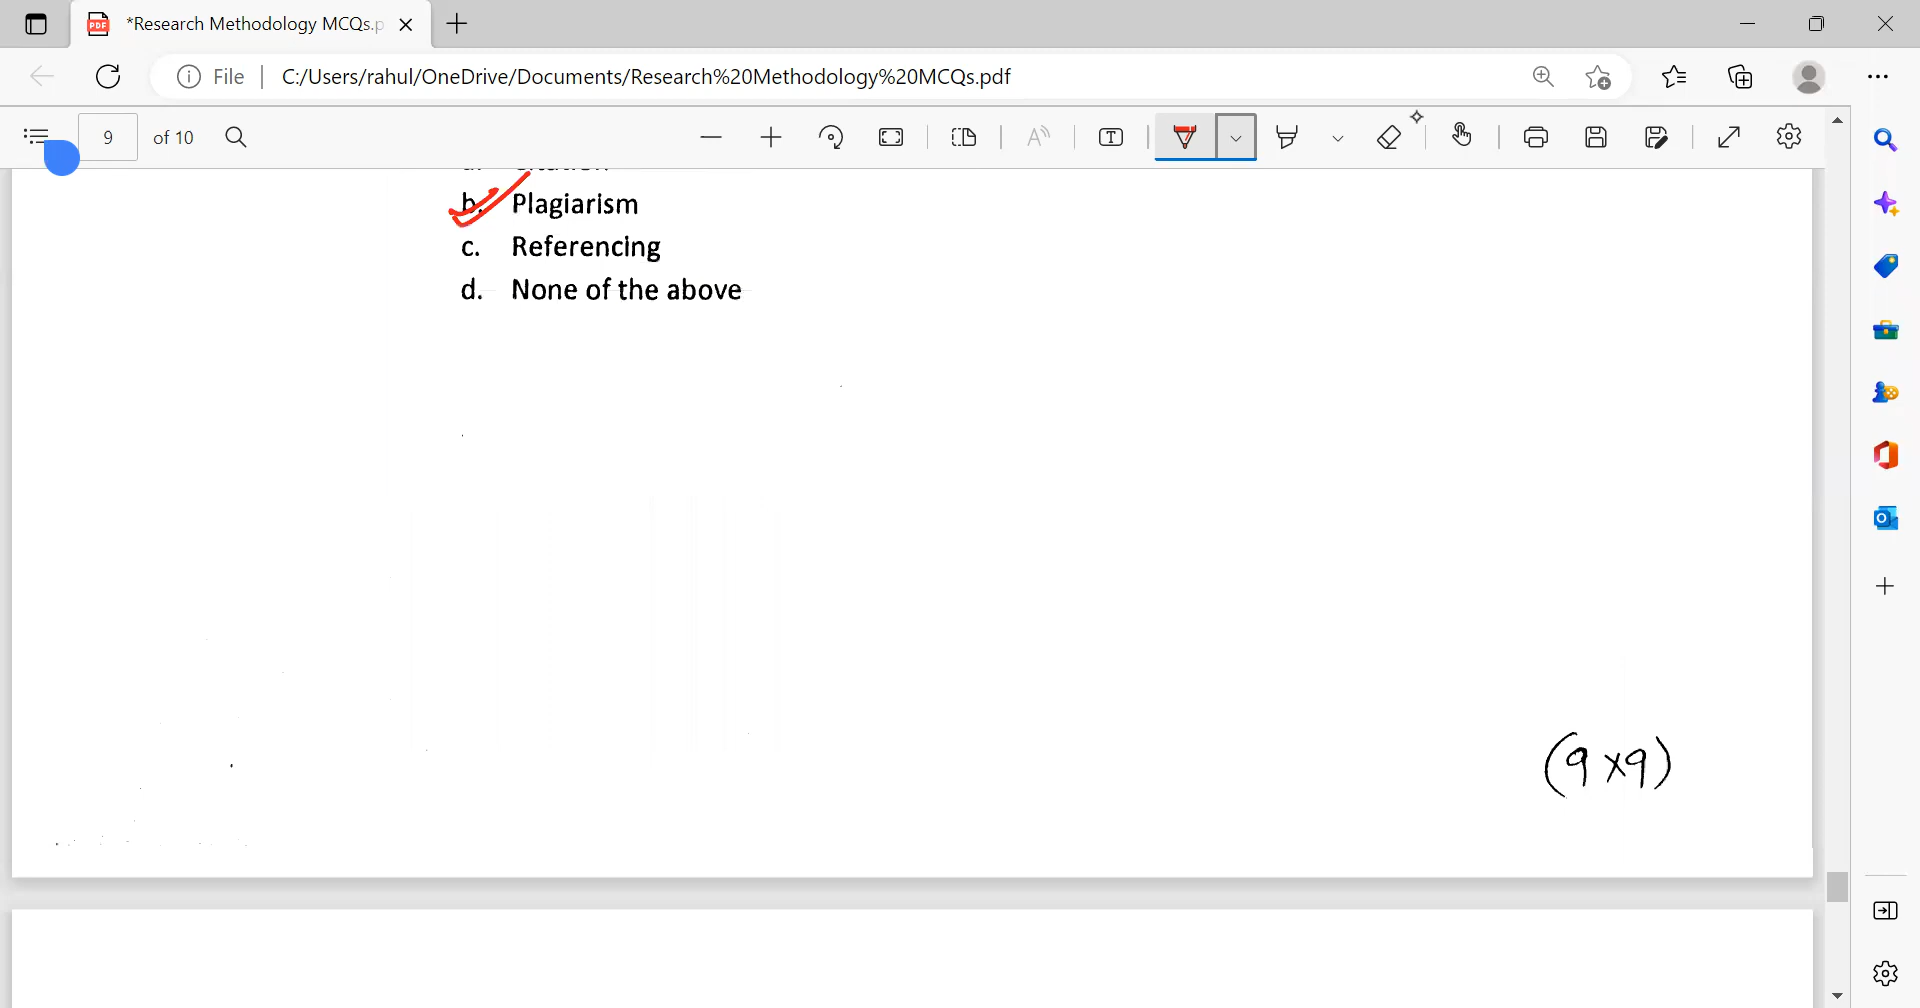 *Research Methodology MCQs.p
File
C:/Users/rahul/OneDrive/Documents/Research%20Methodology%20MCQs.pdf
9
of 10
b. Plagiarism
c. Referencing
d. None of the above
(9x9)